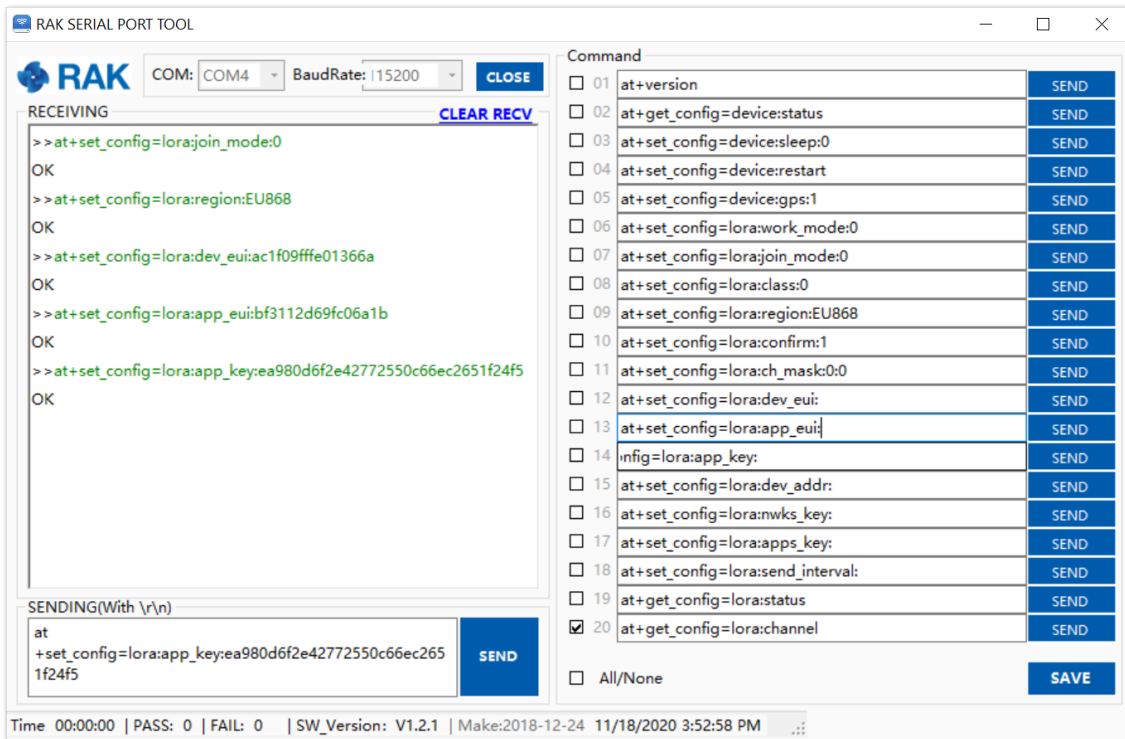 RAK SERIAL PORT TOOL
RAK COM: COM4 BaudRate: 115200 CLOSE
RECEIVING CLEAR RECV
>>at+set_config=lora:join_mode:0
OK
>>at+set_config=lora:region:EU868
OK
>>at+set_config=lora:dev_eui:ac1f09fffe01366a
OK
>>at+set_config=lora:app_eui:bf3112d69fc06a1b
OK
>>at+set_config=lora:app_key:ea980d6f2e42772550c66ec2651f24f5
OK
SENDING(With \r\n)
at
+set_config=lora:app_key:ea980d6f2e42772550c66ec265
1f24f5
SEND
Command
01 at+version SEND
02 at+get_config=device:status SEND
03 at+set_config=device:sleep:0 SEND
04 at+set_config=device:restart SEND
05 at+set_config=device:gps:1 SEND
06 at+set_config=lora:work_mode:0 SEND
07 at+set_config=lora:join_mode:0 SEND
08 at+set_config=lora:class:0 SEND
09 at+set_config=lora:region:EU868 SEND
10 at+set_config=lora:confirm:1 SEND
11 at+set_config=lora:ch_mask:0:0 SEND
12 at+set_config=lora:dev_eui: SEND
13 at+set_config=lora:app_eui: SEND
14 nfig=lora:app_key: SEND
15 at+set_config=lora:dev_addr: SEND
16 at+set_config=lora:nwks_key: SEND
17 at+set_config=lora:apps_key: SEND
18 at+set_config=lora:send_interval: SEND
19 at+get_config=lora:status SEND
20 at+get_config=lora:channel SEND
All/None SAVE
Time 00:00:00 | PASS: 0 | FAIL: 0 | SW_Version: V1.2.1 | Make:2018-12-24 11/18/2020 3:52:58 PM